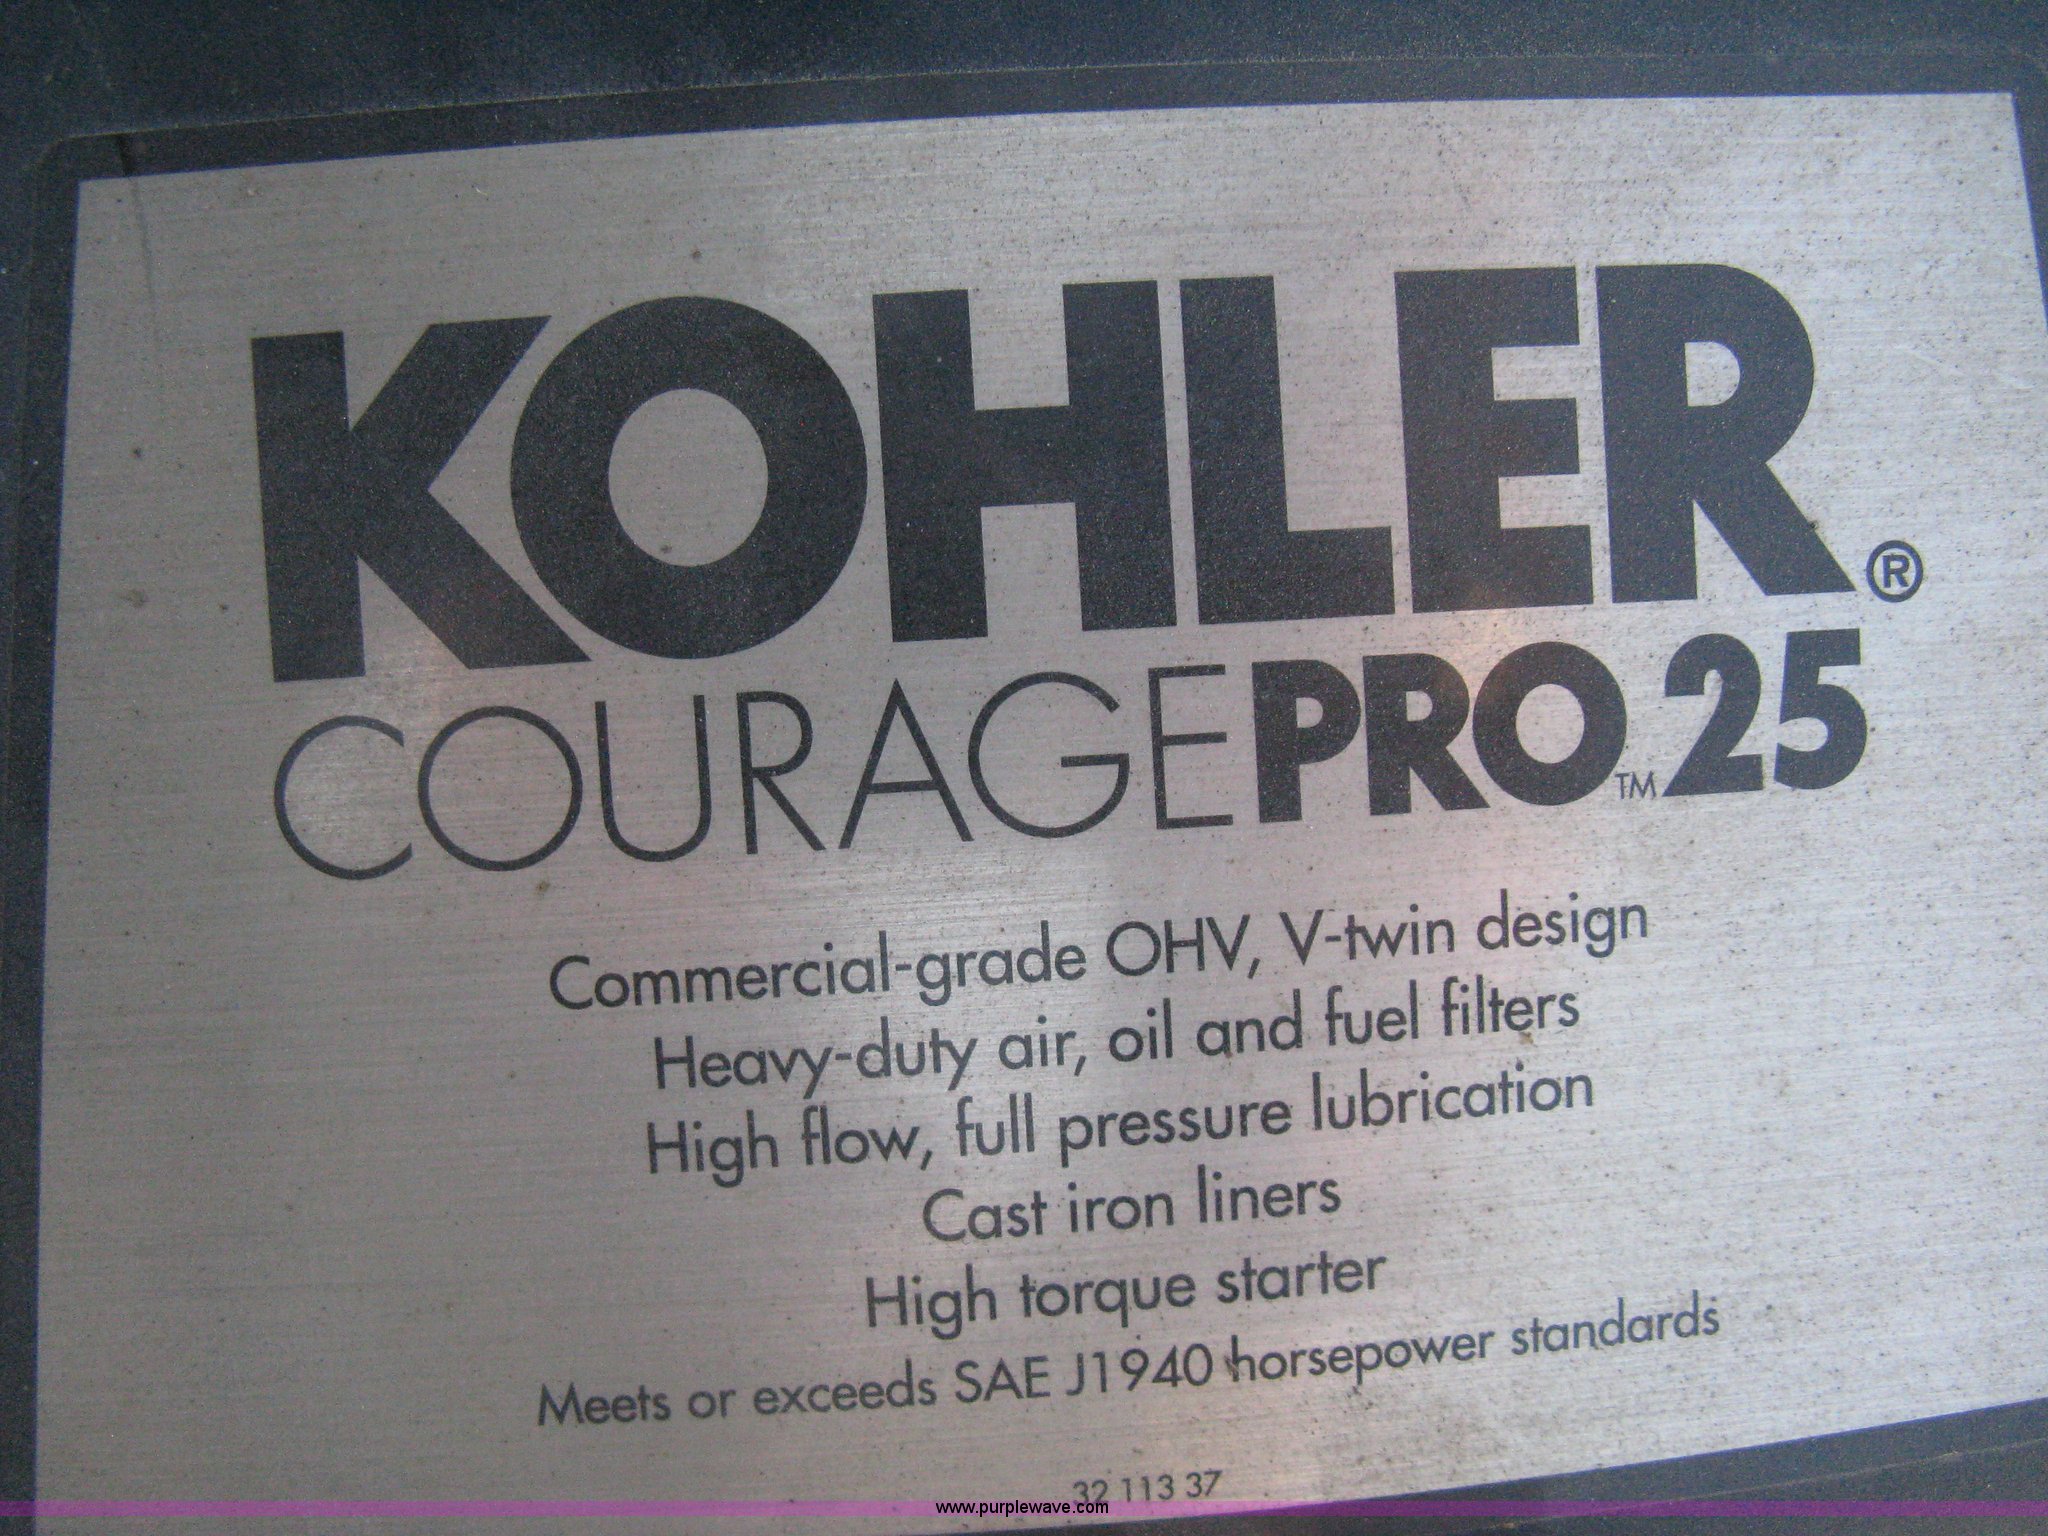 KOHLER®
COURAGEPRO™25
Commercial-grade OHV, V-twin design
Heavy-duty air, oil and fuel filters
High flow, full pressure lubrication
Cast iron liners
High torque starter
Meets or exceeds SAE J1940 horsepower standards
32 113 37
www.purplewave.com